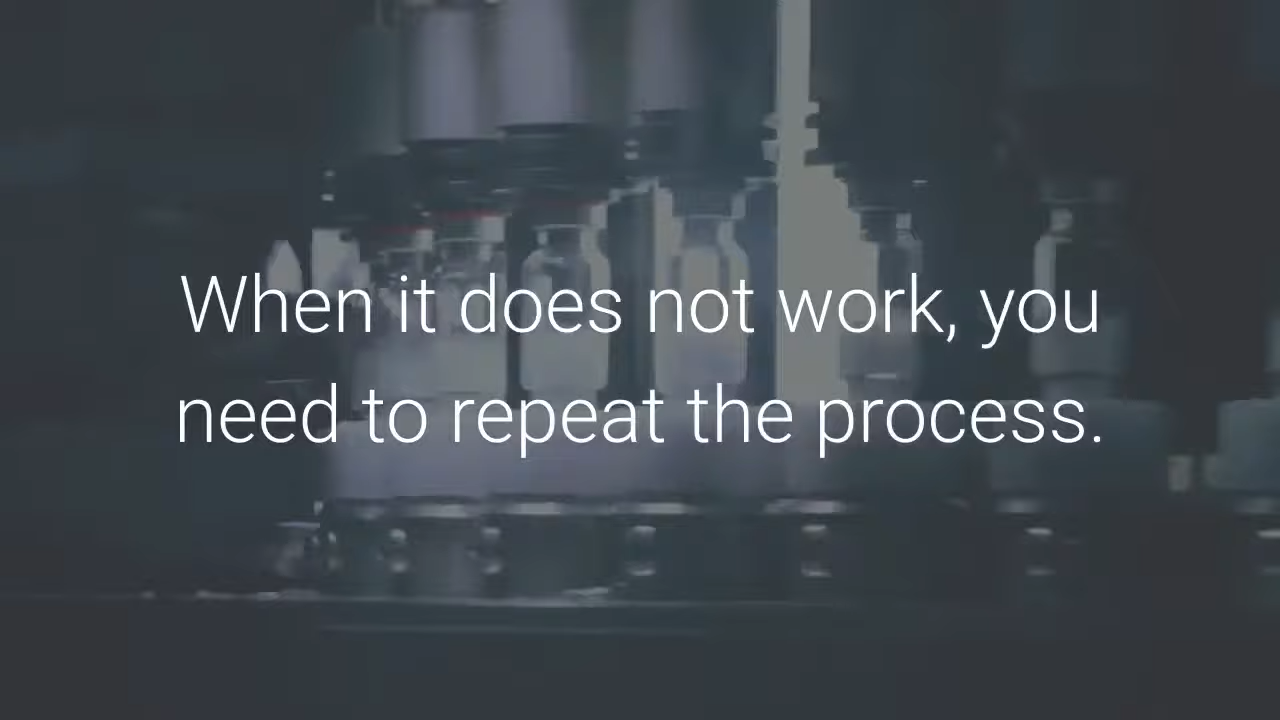 When it does not work, you
need to repeat the process.